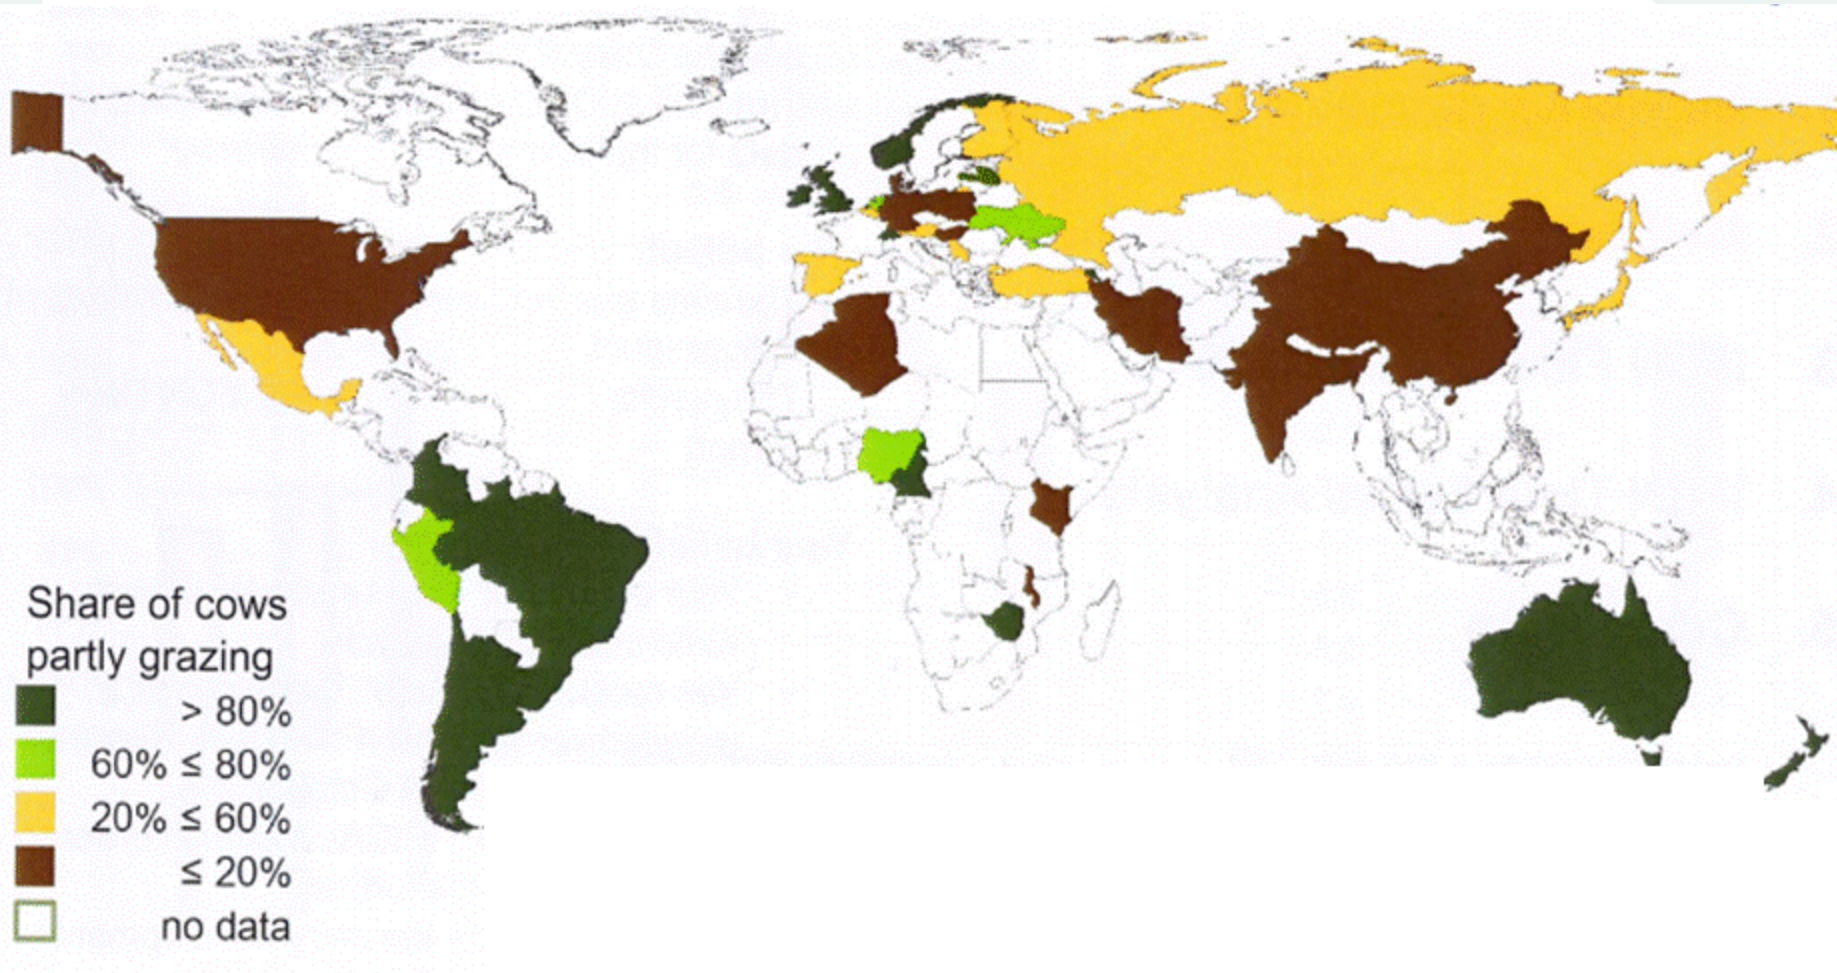 Share of cows
partly grazing
> 80%
60% ≤ 80%
20% ≤ 60%
≤ 20%
no data